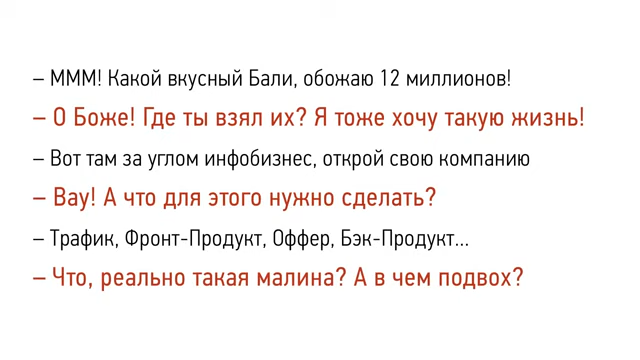 – МММ! Какой вкусный Бали, обожаю 12 миллионов!
– О Боже! Где ты взял их? Я тоже хочу такую жизнь!
– Вот там за углом инфобизнес, открой свою компанию
– Вау! А что для этого нужно сделать?
– Трафик, Фронт-Продукт, Оффер, Бэк-Продукт...
– Что, реально такая малина? А в чем подвох?